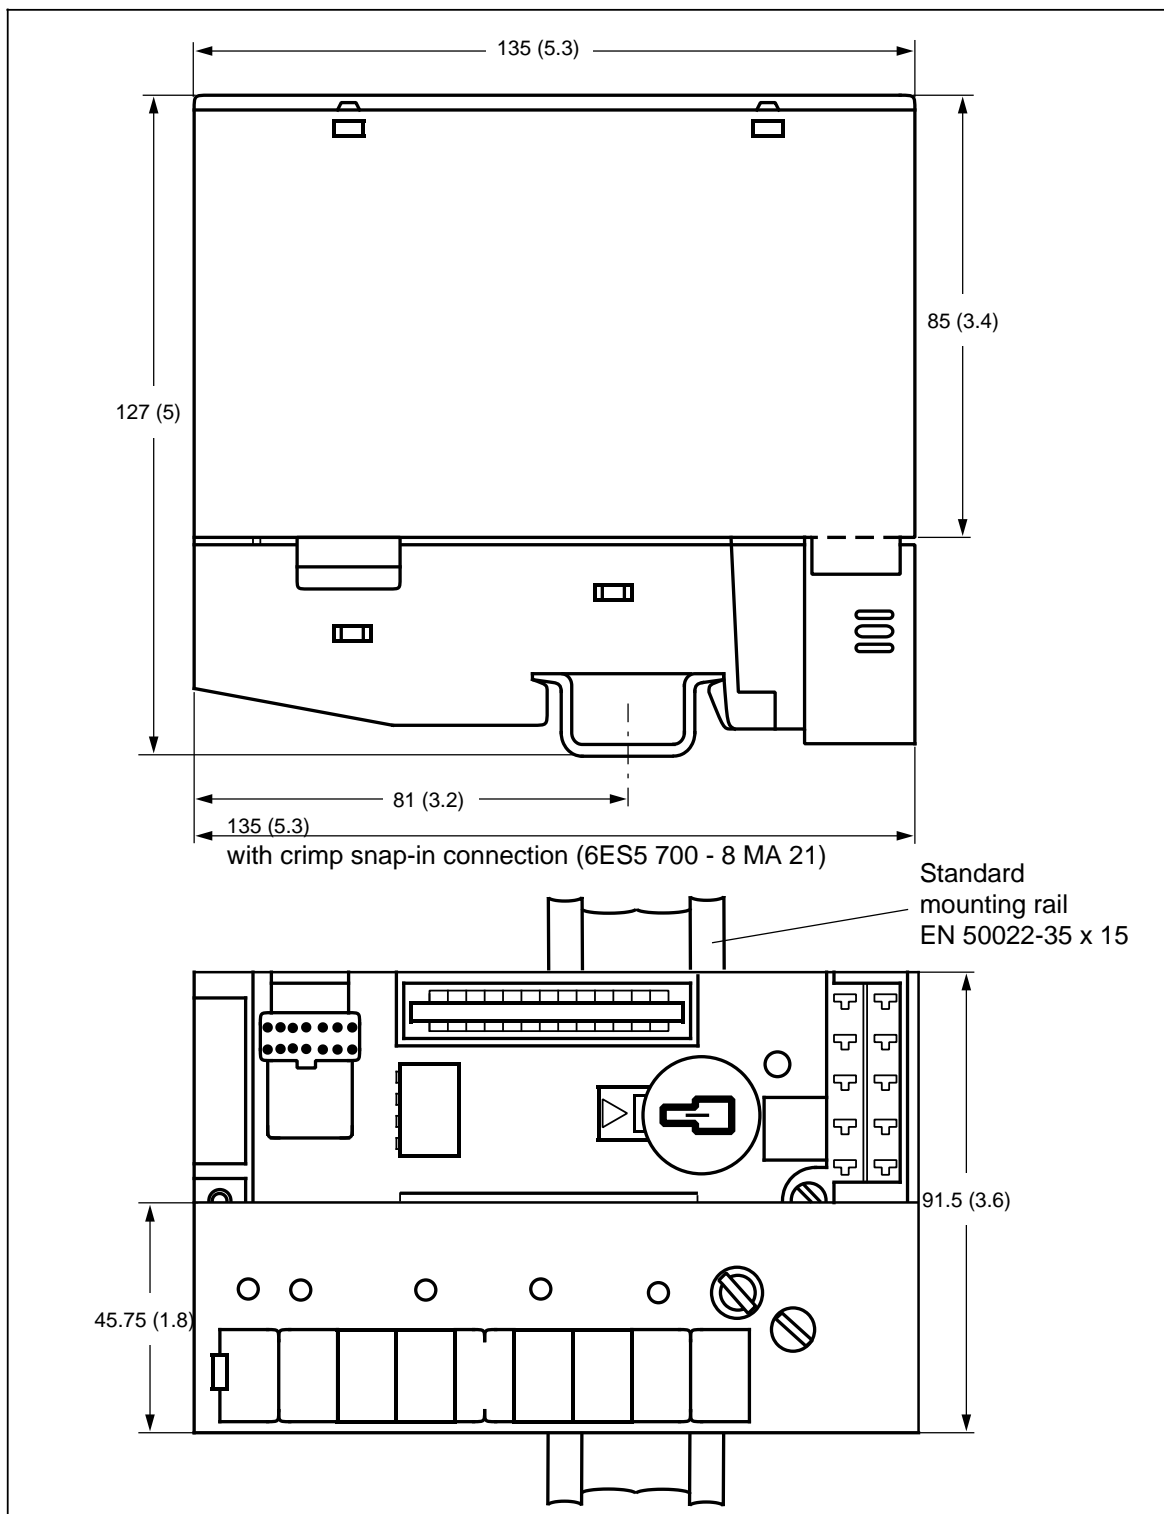 135 (5.3)
85 (3.4)
127 (5)
81 (3.2)
135 (5.3)
with crimp snap-in connection (6ES5 700 - 8 MA 21)
Standard
mounting rail
EN 50022-35 x 15
91.5 (3.6)
45.75 (1.8)